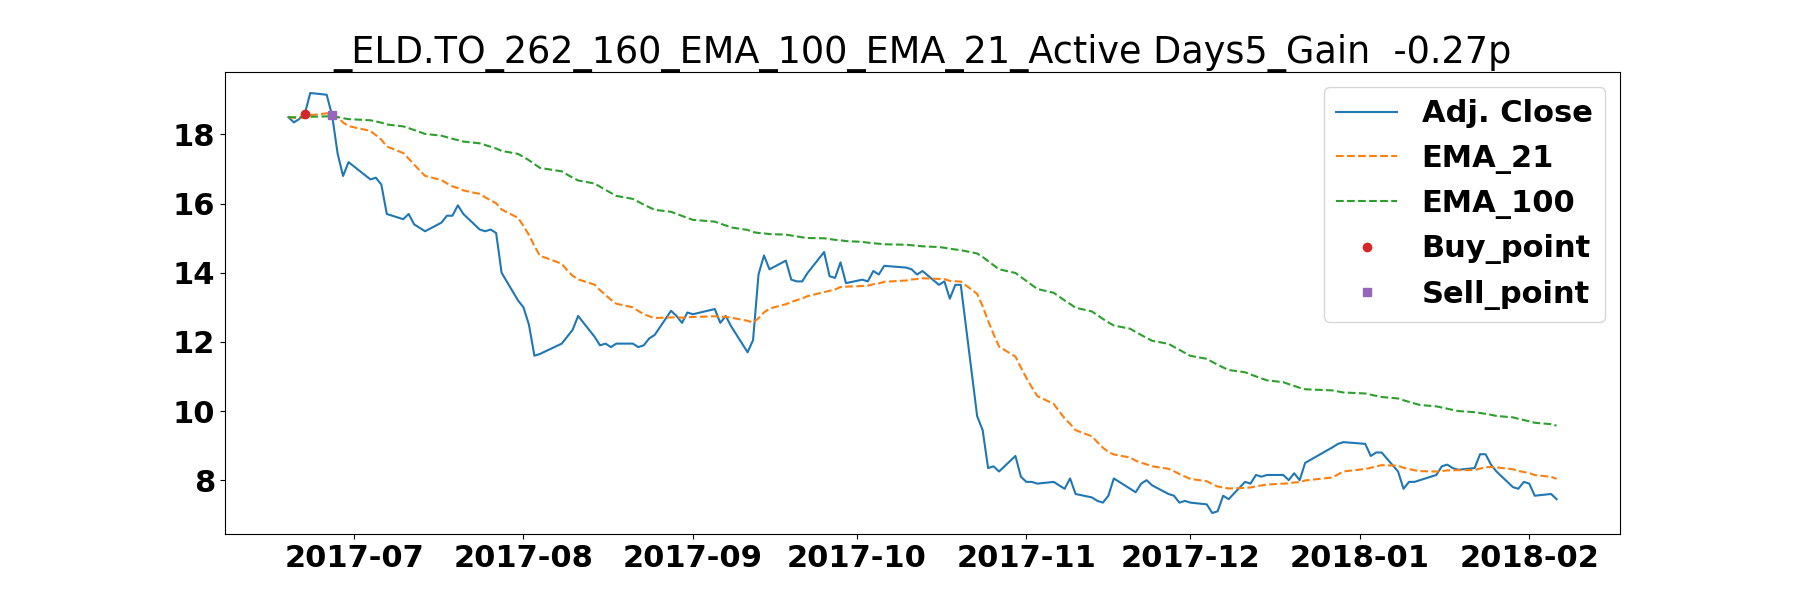 _ELD.TO_262_160_EMA_100_EMA_21_Active Days5_Gain  -0.27p
Adj. Close
EMA_21
EMA_100
Buy_point
Sell_point
18
16
14
12
10
8
2017-07 2017-08 2017-09 2017-10 2017-11 2017-12 2018-01 2018-02